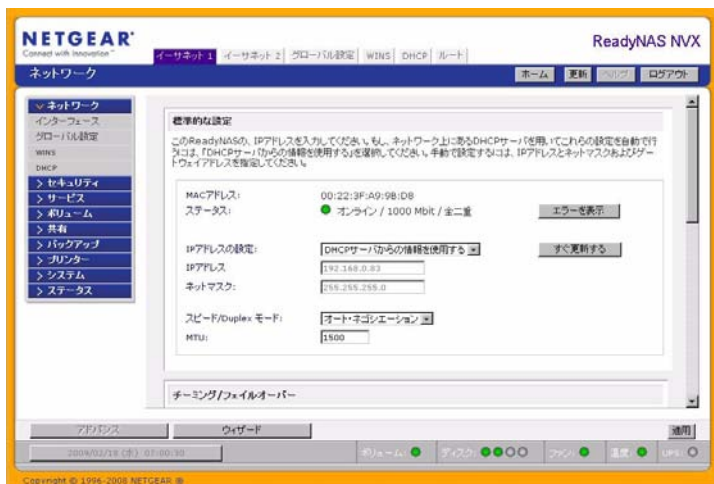 NETGEAR
Connect with Innovation™
ReadyNAS NVX
イーサネット 1 イーサネット 2 グローバル設定 WINS DHCP ルート
ネットワーク
ホーム 更新 ヘルプ ログアウト
ネットワーク
インターフェース
グローバル設定
WINS
DHCP
> セキュリティ
> サービス
> ボリューム
> 共有
> バックアップ
> プリンター
> システム
> ステータス
標準的な設定
このReadyNASの、IPアドレスを入力してください。もし、ネットワーク上にあるDHCPサーバを用いてこれらの設定を自動で行
うには、「DHCPサーバからの情報を使用する」を選択してください。手動で設定するには、IPアドレスとネットマスクおよびゲー
トウェイアドレスを指定してください。
MACアドレス: 00:22:3F:A9:9B:D8
ステータス: オンライン / 1000 Mbit / 全二重 エラーを表示
IPアドレスの設定: DHCPサーバからの情報を使用する すぐ更新する
IPアドレス 192.168.0.83
ネットマスク: 255.255.255.0
スピード/Duplex モード: オート・ネゴシエーション
MTU: 1500
チーミング/フェイルオーバー
アドバンス ウィザード 適用
2009/02/18 (水) 07:00:30 ボリューム: ディスク: ファン: 温度: UPS:
Copyright © 1996-2008 NETGEAR ®